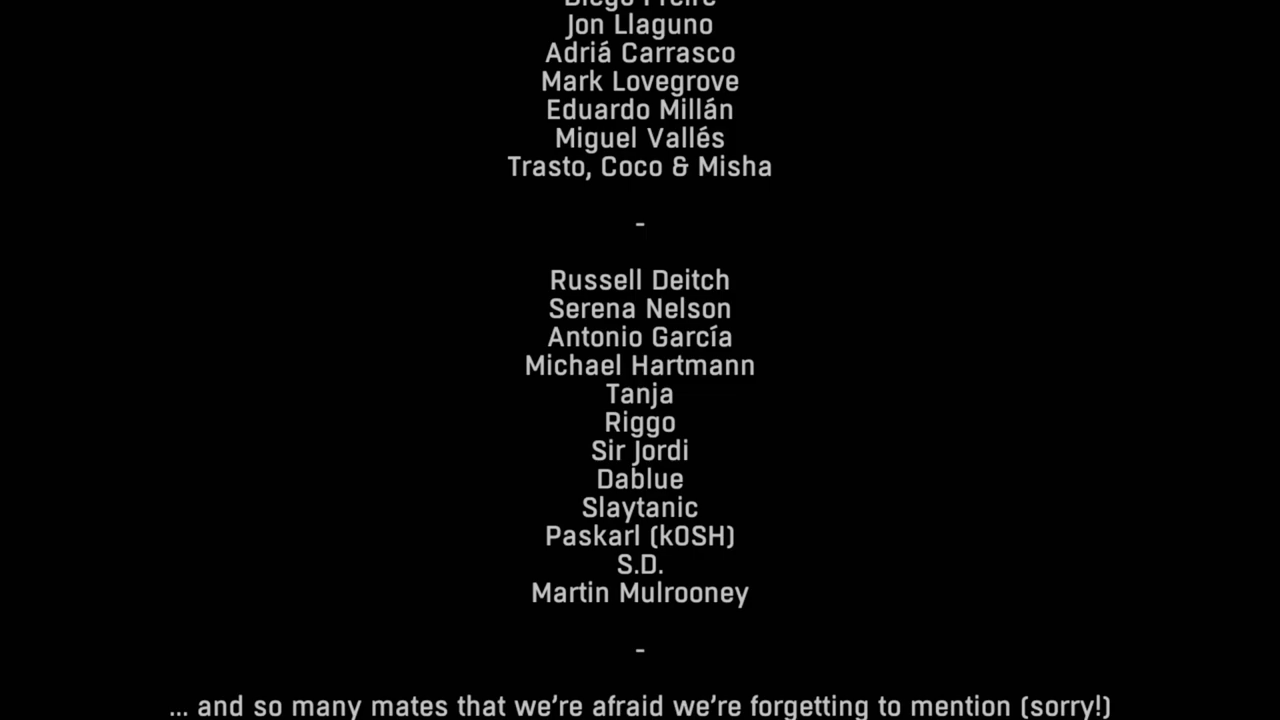 Diego Freire
Jon Llaguno
Adriá Carrasco
Mark Lovegrove
Eduardo Millán
Miguel Vallés
Trasto, Coco & Misha
-
Russell Deitch
Serena Nelson
Antonio García
Michael Hartmann
Tanja
Riggo
Sir Jordi
Dablue
Slaytanic
Paskarl (kOSH)
S.D.
Martin Mulrooney
-
... and so many mates that we're afraid we're forgetting to mention (sorry!)